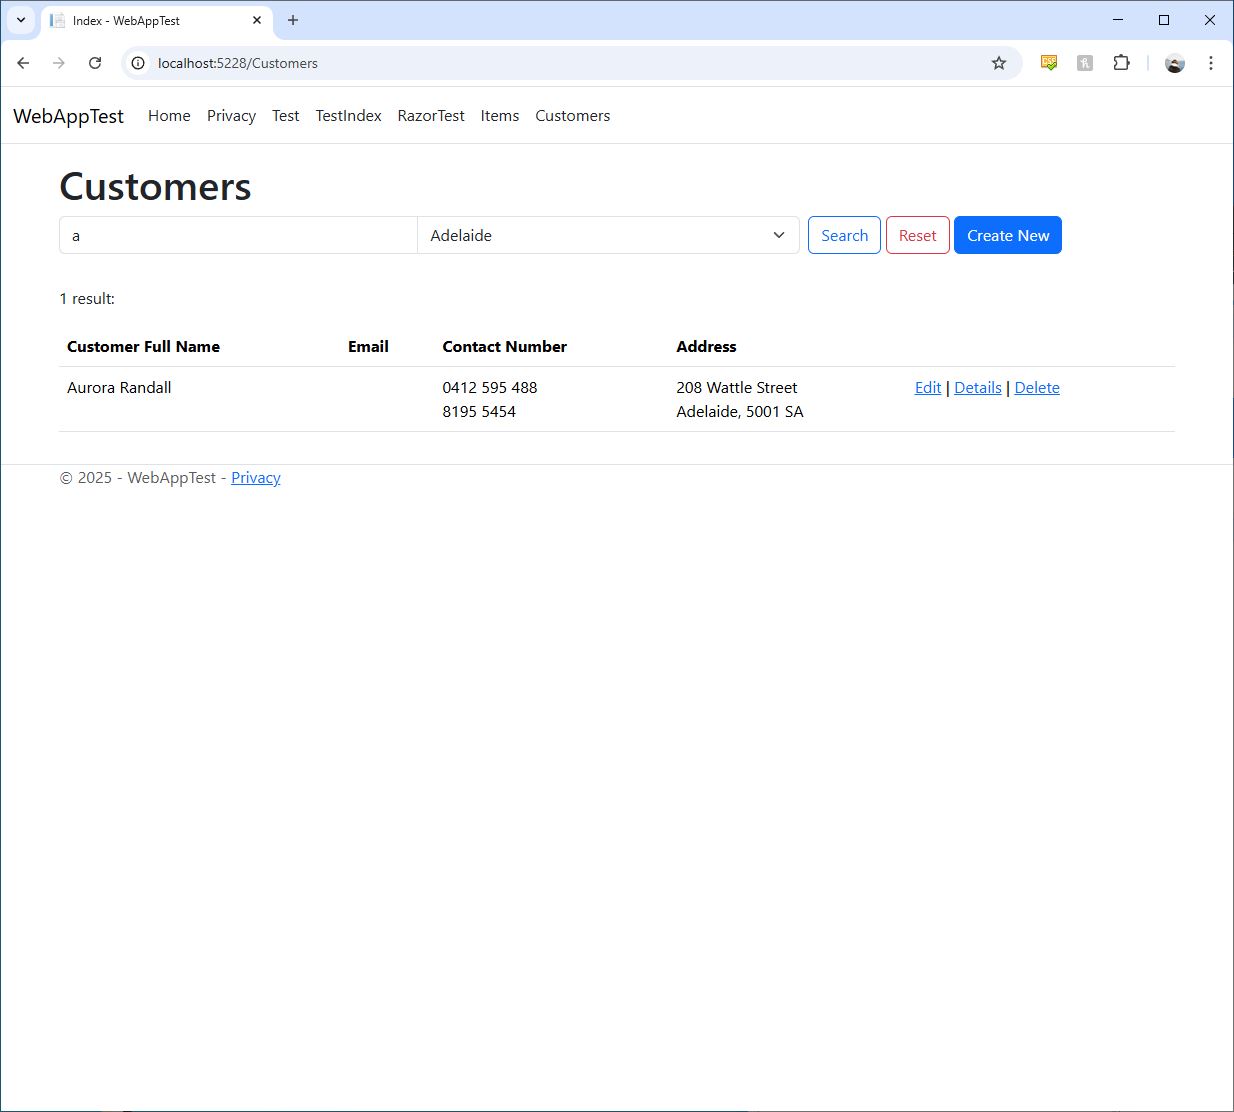 Index - WebAppTest
localhost:5228/Customers
WebAppTest Home Privacy Test TestIndex RazorTest Items Customers
Customers
a Adelaide Search Reset Create New
1 result:
Customer Full Name Email Contact Number Address
Aurora Randall 0412 595 488 208 Wattle Street Edit | Details | Delete
8195 5454 Adelaide, 5001 SA
© 2025 - WebAppTest - Privacy